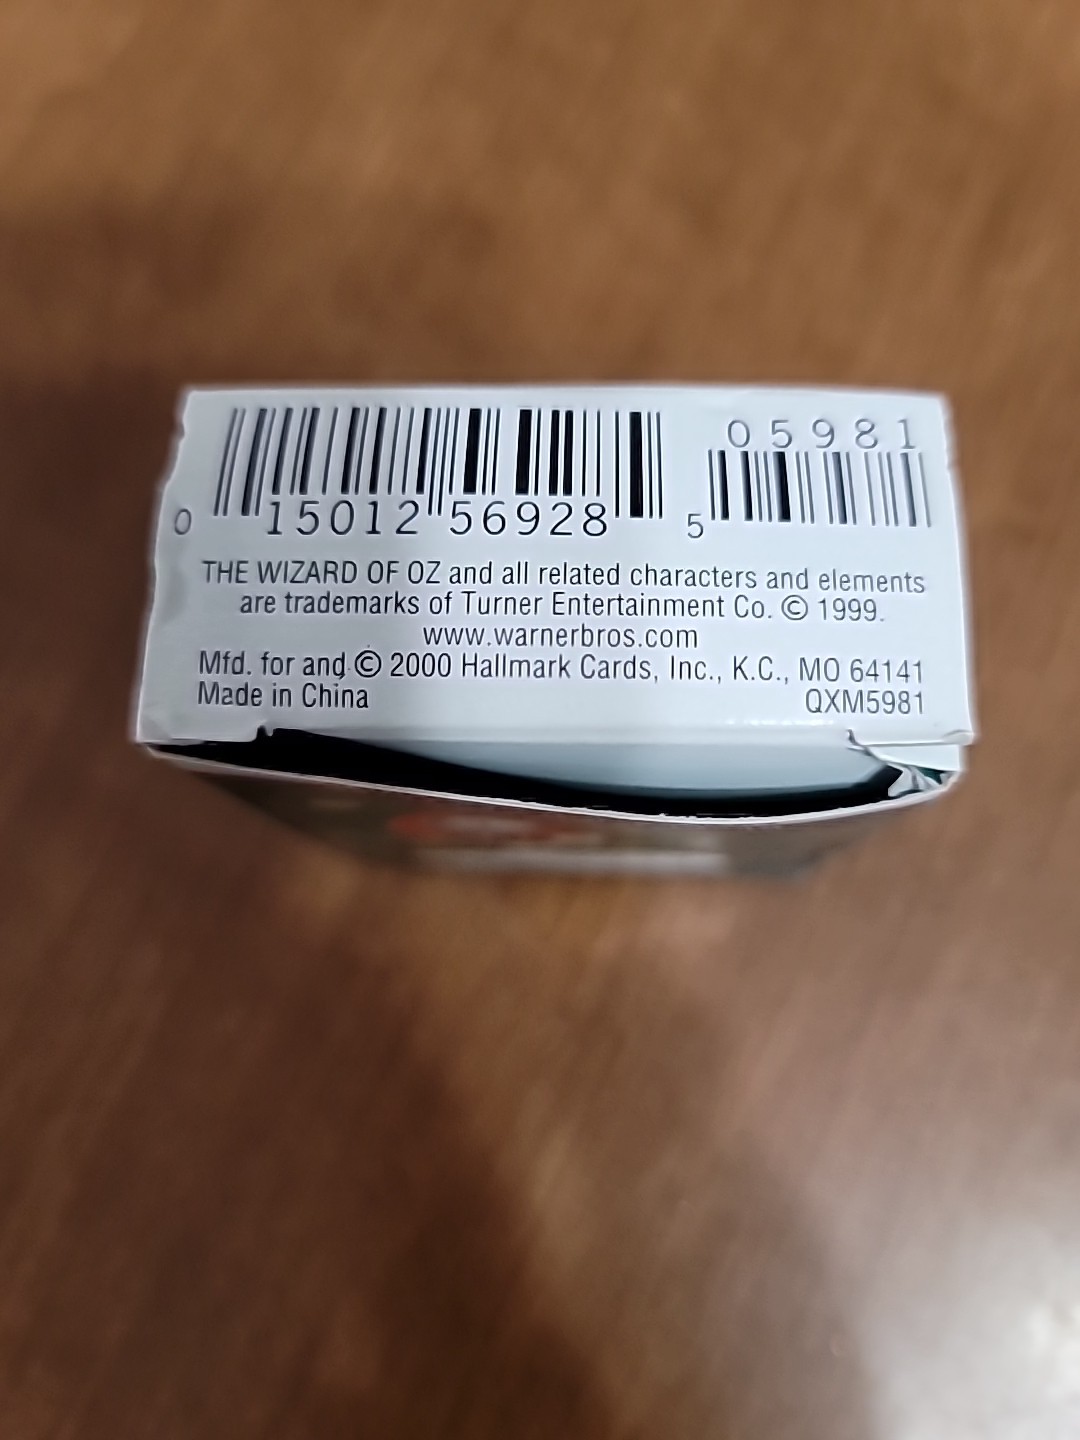 05981
0 15012 56928 5
THE WIZARD OF OZ and all related characters and elements
are trademarks of Turner Entertainment Co. © 1999.
www.warnerbros.com
Mfd. for and © 2000 Hallmark Cards, Inc., K.C., MO 64141
Made in China QXM5981